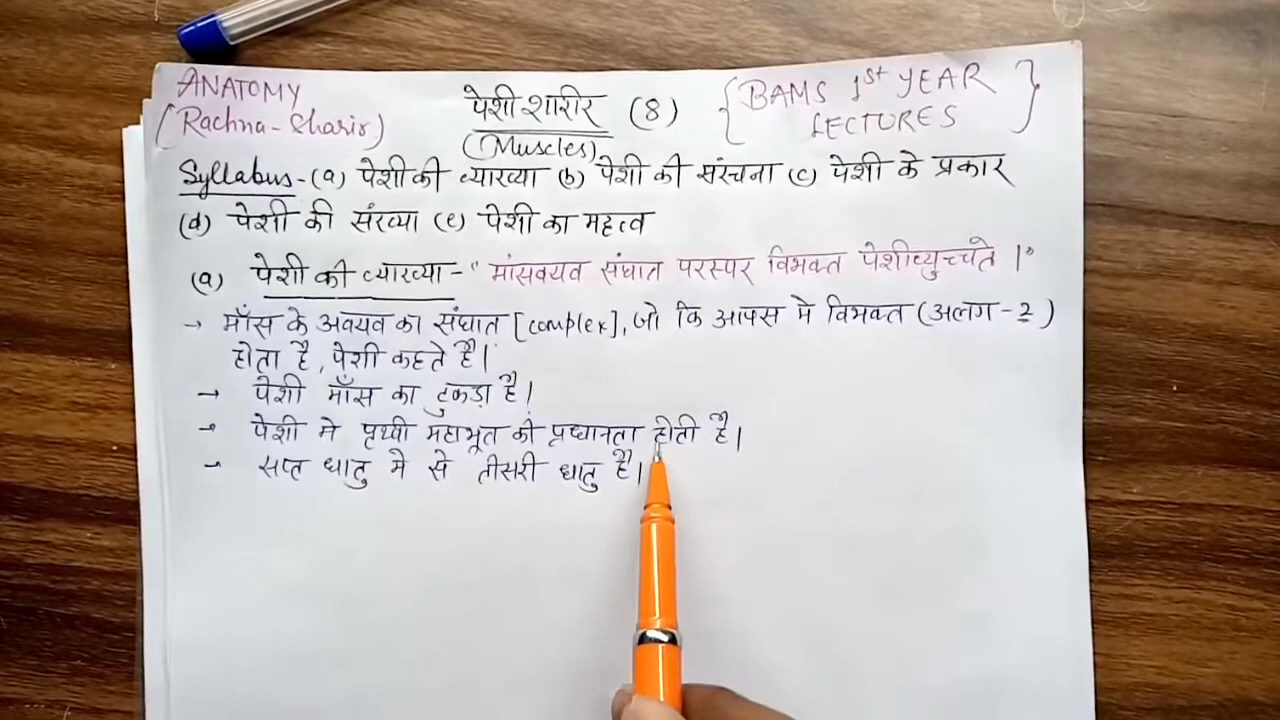 ANATOMY
(Rachna-Sharir)
पेशी शारीर (8)
(Muscles)
{BAMS 1st YEAR
LECTURES}
Syllabus-(a) पेशी की व्याख्या (b) पेशी की संरचना (c) पेशी के प्रकार
(d) पेशी की संख्या (e) पेशी का महत्व
(a) पेशी की व्याख्या- "मांसवयव संघात परस्पर विभक्त पेशीव्युच्चते ।"
→ माँस के अवयव का संघात [complex], जो कि आपस मे विभक्त (अलग-2)
होता है, पेशी कहते है।
→ पेशी माँस का टुकड़ा है।
→ पेशी मे पृथ्वी महाभूत की प्रधानता होती है।
→ सप्त धातु मे से तीसरी धातु है।